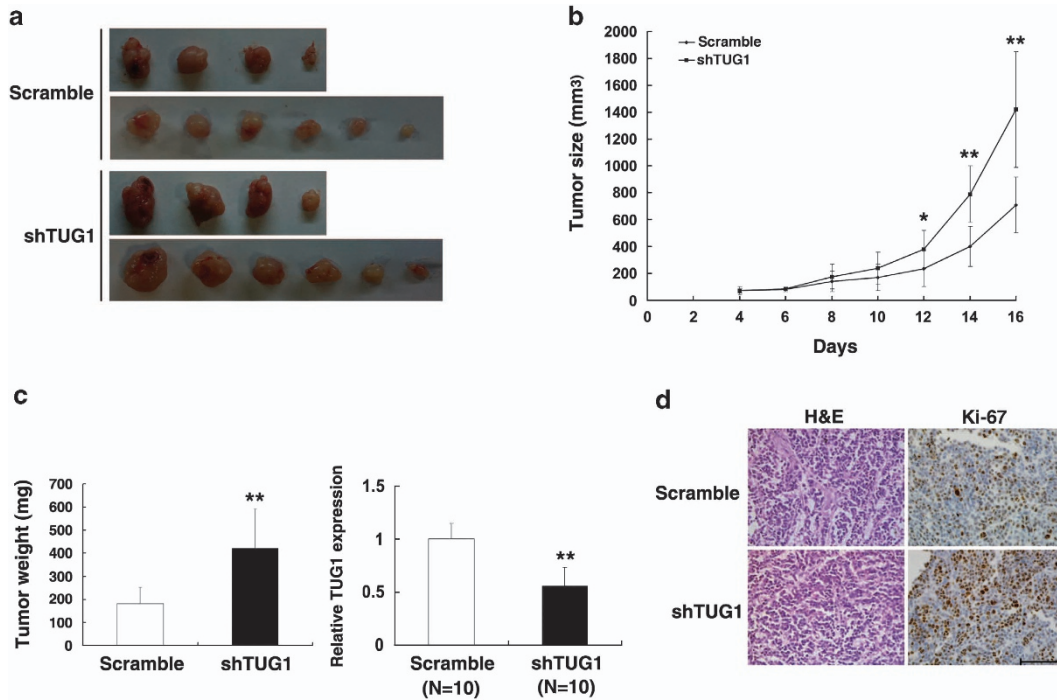 a
Scramble
shTUG1
b
Scramble
shTUG1
Tumor size (mm3)
2000
1800
1600
1400
1200
1000
800
600
400
200
0
0 2 4 6 8 10 12 14 16
Days
* ** **
c
Tumor weight (mg)
700
600
500
400
300
200
100
0
**
Scramble shTUG1
Relative TUG1 expression
1.5
1
0.5
0
**
Scramble shTUG1
(N=10) (N=10)
d
H&E Ki-67
Scramble
shTUG1